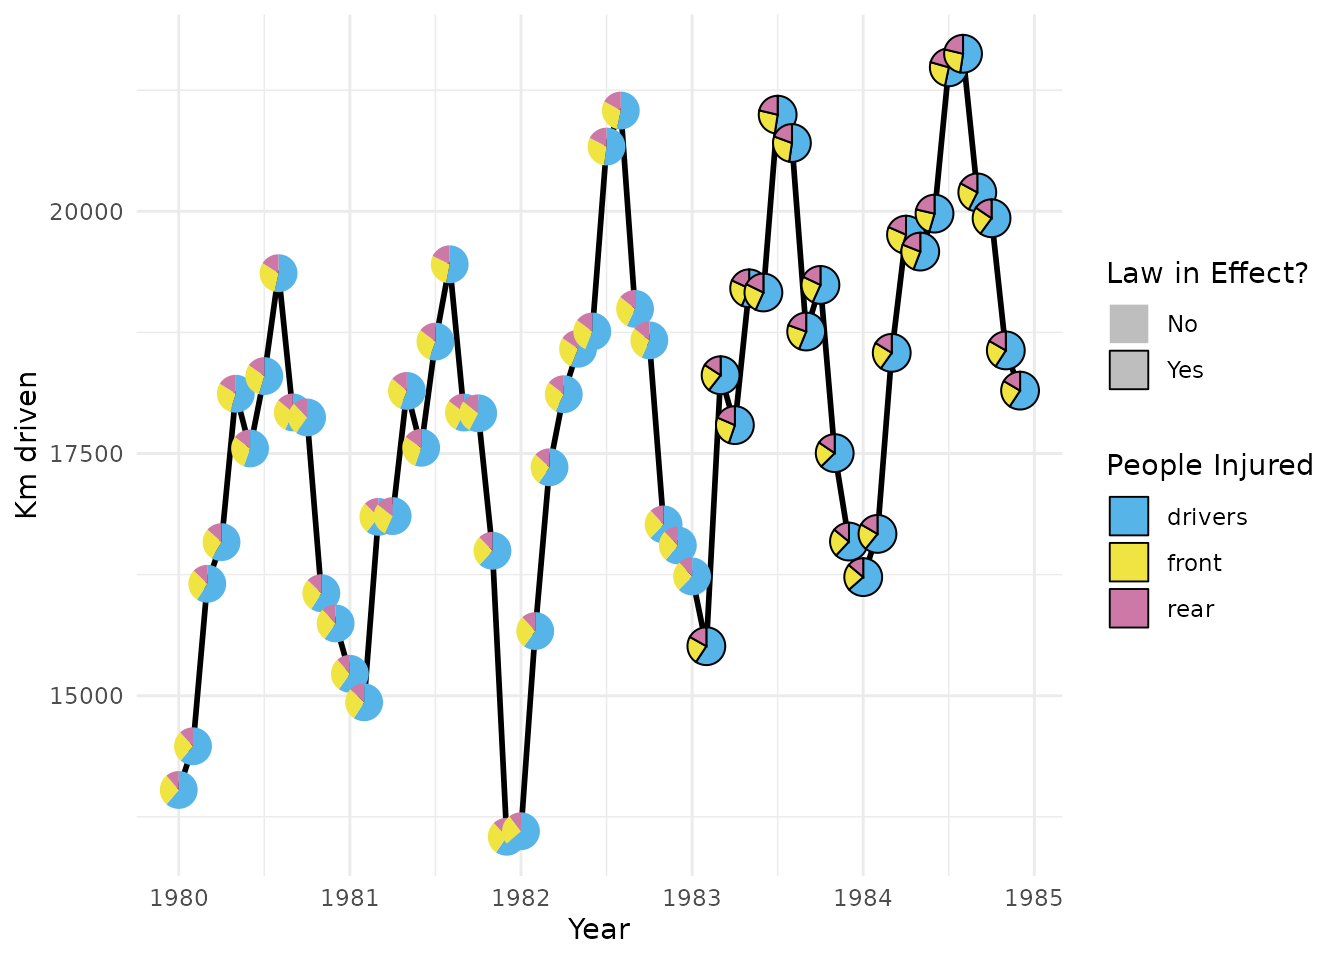 20000
17500
15000
Km driven
1980
1981
1982
1983
1984
1985
Year
Law in Effect?
No
Yes
People Injured
drivers
front
rear